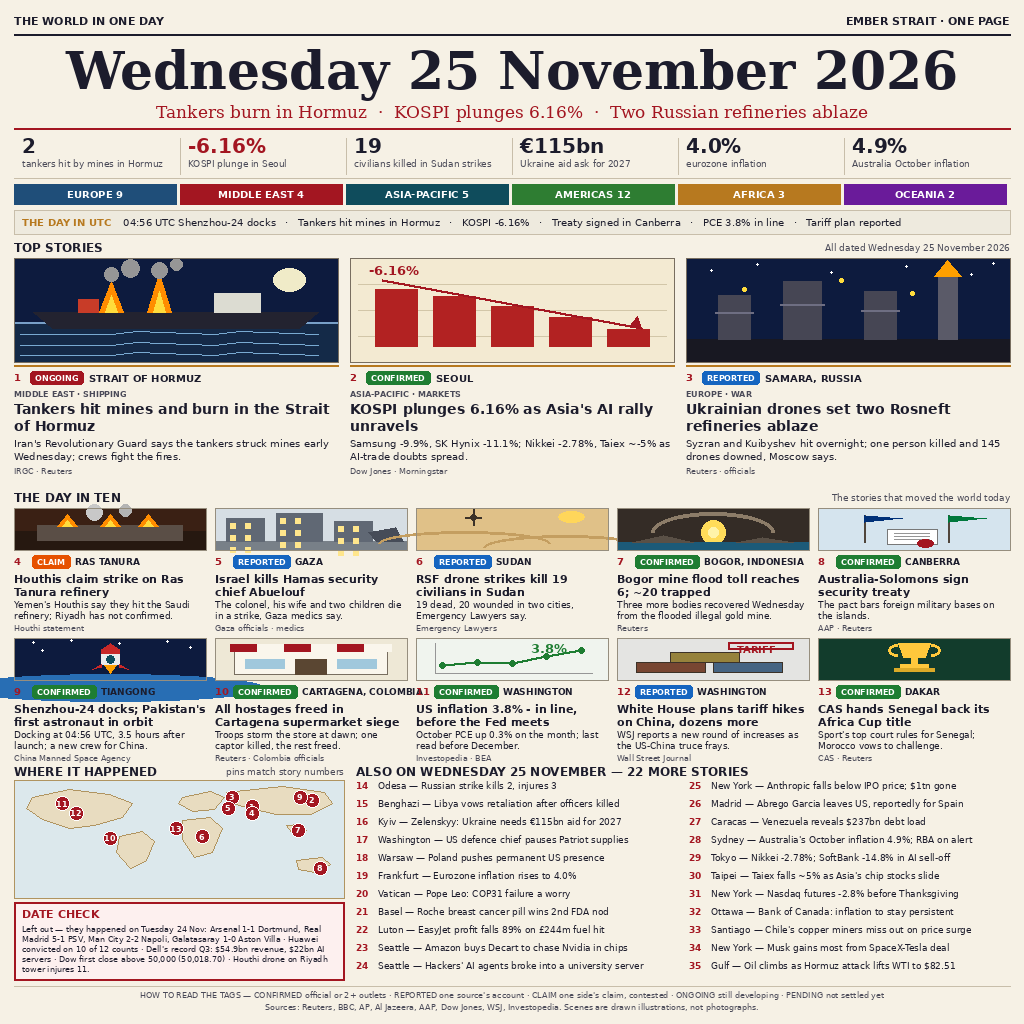 THE WORLD IN ONE DAY
EMBER STRAIT · ONE PAGE
Wednesday 25 November 2026
Tankers burn in Hormuz · KOSPI plunges 6.16% · Two Russian refineries ablaze
2
tankers hit by mines in Hormuz
-6.16%
KOSPI plunge in Seoul
19
civilians killed in Sudan strikes
€115bn
Ukraine aid ask for 2027
4.0%
eurozone inflation
4.9%
Australia October inflation
EUROPE 9
MIDDLE EAST 4
ASIA-PACIFIC 5
AMERICAS 12
AFRICA 3
OCEANIA 2
THE DAY IN UTC 04:56 UTC Shenzhou-24 docks · Tankers hit mines in Hormuz · KOSPI -6.16% · Treaty signed in Canberra · PCE 3.8% in line · Tariff plan reported
TOP STORIES
All dated Wednesday 25 November 2026
1 ONGOING STRAIT OF HORMUZ
MIDDLE EAST · SHIPPING
Tankers hit mines and burn in the Strait
of Hormuz
Iran's Revolutionary Guard says the tankers struck mines early
Wednesday; crews fight the fires.
IRGC · Reuters
-6.16%
2 CONFIRMED SEOUL
ASIA-PACIFIC · MARKETS
KOSPI plunges 6.16% as Asia's AI rally
unravels
Samsung -9.9%, SK Hynix -11.1%; Nikkei -2.78%, Taiex ~-5% as
AI-trade doubts spread.
Dow Jones · Morningstar
3 REPORTED SAMARA, RUSSIA
EUROPE · WAR
Ukrainian drones set two Rosneft
refineries ablaze
Syzran and Kuibyshev hit overnight; one person killed and 145
drones downed, Moscow says.
Reuters · officials
THE DAY IN TEN
The stories that moved the world today
4 CLAIM RAS TANURA
Houthis claim strike on Ras
Tanura refinery
Yemen's Houthis say they hit the Saudi
refinery; Riyadh has not confirmed.
Houthi statement
5 REPORTED GAZA
Israel kills Hamas security
chief Abuelouf
The colonel, his wife and two children die
in a strike, Gaza medics say.
Gaza officials · medics
6 REPORTED SUDAN
RSF drone strikes kill 19
civilians in Sudan
19 dead, 20 wounded in two cities,
Emergency Lawyers say.
Emergency Lawyers
7 CONFIRMED BOGOR, INDONESIA
Bogor mine flood toll reaches
6; ~20 trapped
Three more bodies recovered Wednesday
from the flooded illegal gold mine.
Reuters
8 CONFIRMED CANBERRA
Australia-Solomons sign
security treaty
The pact bars foreign military bases on
the islands.
AAP · Reuters
9 CONFIRMED TIANGONG
Shenzhou-24 docks; Pakistan's
first astronaut in orbit
Docking at 04:56 UTC, 3.5 hours after
launch; a new crew for China.
China Manned Space Agency
10 CONFIRMED CARTAGENA, COLOMBIA
All hostages freed in
Cartagena supermarket siege
Troops storm the store at dawn; one
captor killed, the rest freed.
Reuters · Colombia officials
3.8%
11 CONFIRMED WASHINGTON
US inflation 3.8% - in line,
before the Fed meets
October PCE up 0.3% on the month; last
read before December.
Investopedia · BEA
TARIFF
12 REPORTED WASHINGTON
White House plans tariff hikes
on China, dozens more
WSJ reports a new round of increases as
the US-China truce frays.
Wall Street Journal
13 CONFIRMED DAKAR
CAS hands Senegal back its
Africa Cup title
Sport's top court rules for Senegal;
Morocco vows to challenge.
CAS · Reuters
WHERE IT HAPPENED
pins match story numbers
11
12
10
13
6
3
5
4
9
2
7
8
DATE CHECK
Left out — they happened on Tuesday 24 Nov: Arsenal 1-1 Dortmund, Real
Madrid 5-1 PSV, Man City 2-2 Napoli, Galatasaray 1-0 Aston Villa · Huawei
convicted on 10 of 12 counts · Dell's record Q3: $54.9bn revenue, $22bn AI
servers · Dow first close above 50,000 (50,018.70) · Houthi drone on Riyadh
tower injures 11.
ALSO ON WEDNESDAY 25 NOVEMBER — 22 MORE STORIES
14 Odesa — Russian strike kills 2, injures 3
15 Benghazi — Libya vows retaliation after officers killed
16 Kyiv — Zelenskyy: Ukraine needs €115bn aid for 2027
17 Washington — US defence chief pauses Patriot supplies
18 Warsaw — Poland pushes permanent US presence
19 Frankfurt — Eurozone inflation rises to 4.0%
20 Vatican — Pope Leo: COP31 failure a worry
21 Basel — Roche breast cancer pill wins 2nd FDA nod
22 Luton — EasyJet profit falls 89% on £244m fuel hit
23 Seattle — Amazon buys Decart to chase Nvidia in chips
24 Seattle — Hackers' AI agents broke into a university server
25 New York — Anthropic falls below IPO price; $1tn gone
26 Madrid — Abrego Garcia leaves US, reportedly for Spain
27 Caracas — Venezuela reveals $237bn debt load
28 Sydney — Australia's October inflation 4.9%; RBA on alert
29 Tokyo — Nikkei -2.78%; SoftBank -14.8% in AI sell-off
30 Taipei — Taiex falls ~5% as Asia's chip stocks slide
31 New York — Nasdaq futures -2.8% before Thanksgiving
32 Ottawa — Bank of Canada: inflation to stay persistent
33 Santiago — Chile's copper miners miss out on price surge
34 New York — Musk gains most from SpaceX-Tesla deal
35 Gulf — Oil climbs as Hormuz attack lifts WTI to $82.51
HOW TO READ THE TAGS — CONFIRMED official or 2+ outlets · REPORTED one source's account · CLAIM one side's claim, contested · ONGOING still developing · PENDING not settled yet
Sources: Reuters, BBC, AP, Al Jazeera, AAP, Dow Jones, WSJ, Investopedia. Scenes are drawn illustrations, not photographs.